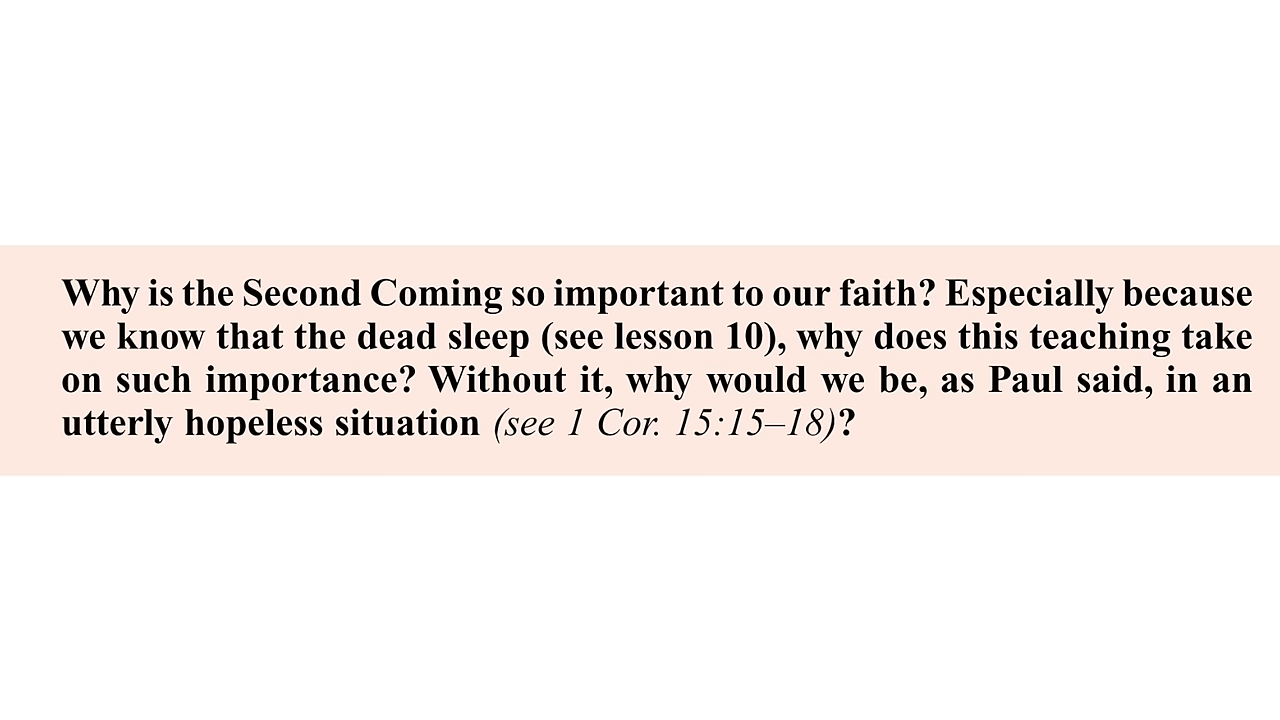 Why is the Second Coming so important to our faith? Especially because
we know that the dead sleep (see lesson 10), why does this teaching take
on such importance? Without it, why would we be, as Paul said, in an
utterly hopeless situation (see 1 Cor. 15:15–18)?